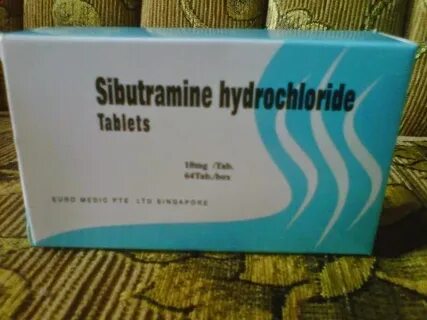 Sibutramine hydrochloride
Tablets
10mg /Tab.
64Tab./box
EURO MEDIC PTE LTD SINGAPORE